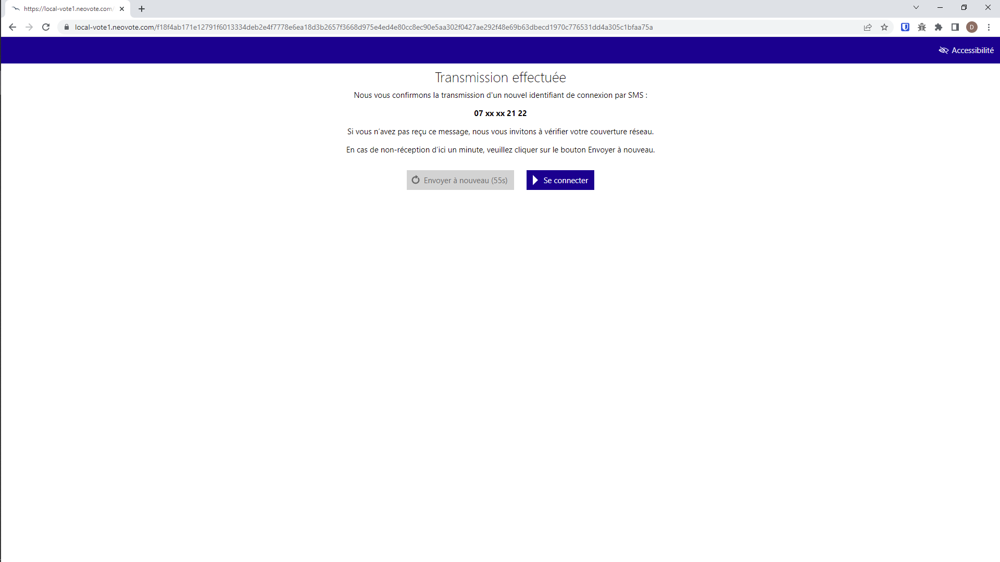 https://local-vote1.neovote.com/
local-vote1.neovote.com/f18f4ab171e12791f6013334deb2e4f7778e6ea18d3b2657f3668d975e4ed4e80cc8ec90e5aa302f0427ae292f48e69b63dbecd1970c776531dd4a305c1bfaa75a
D
Accessibilité
Transmission effectuée
Nous vous confirmons la transmission d'un nouvel identifiant de connexion par SMS :
07 xx xx 21 22
Si vous n’avez pas reçu ce message, nous vous invitons à vérifier votre couverture réseau.
En cas de non-réception d’ici un minute, veuillez cliquer sur le bouton Envoyer à nouveau.
Envoyer à nouveau (55s)
Se connecter